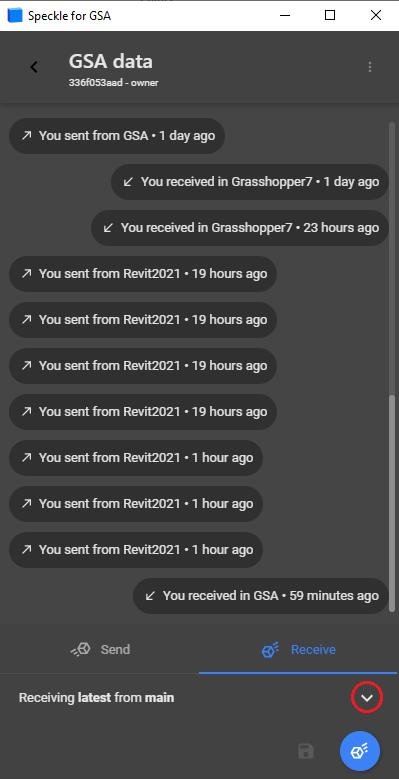 Speckle for GSA
GSA data
336f053aad - owner
You sent from GSA • 1 day ago
You received in Grasshopper7 • 1 day ago
You received in Grasshopper7 • 23 hours ago
You sent from Revit2021 • 19 hours ago
You sent from Revit2021 • 19 hours ago
You sent from Revit2021 • 19 hours ago
You sent from Revit2021 • 19 hours ago
You sent from Revit2021 • 1 hour ago
You sent from Revit2021 • 1 hour ago
You sent from Revit2021 • 1 hour ago
You received in GSA • 59 minutes ago
Send Receive
Receiving latest from main